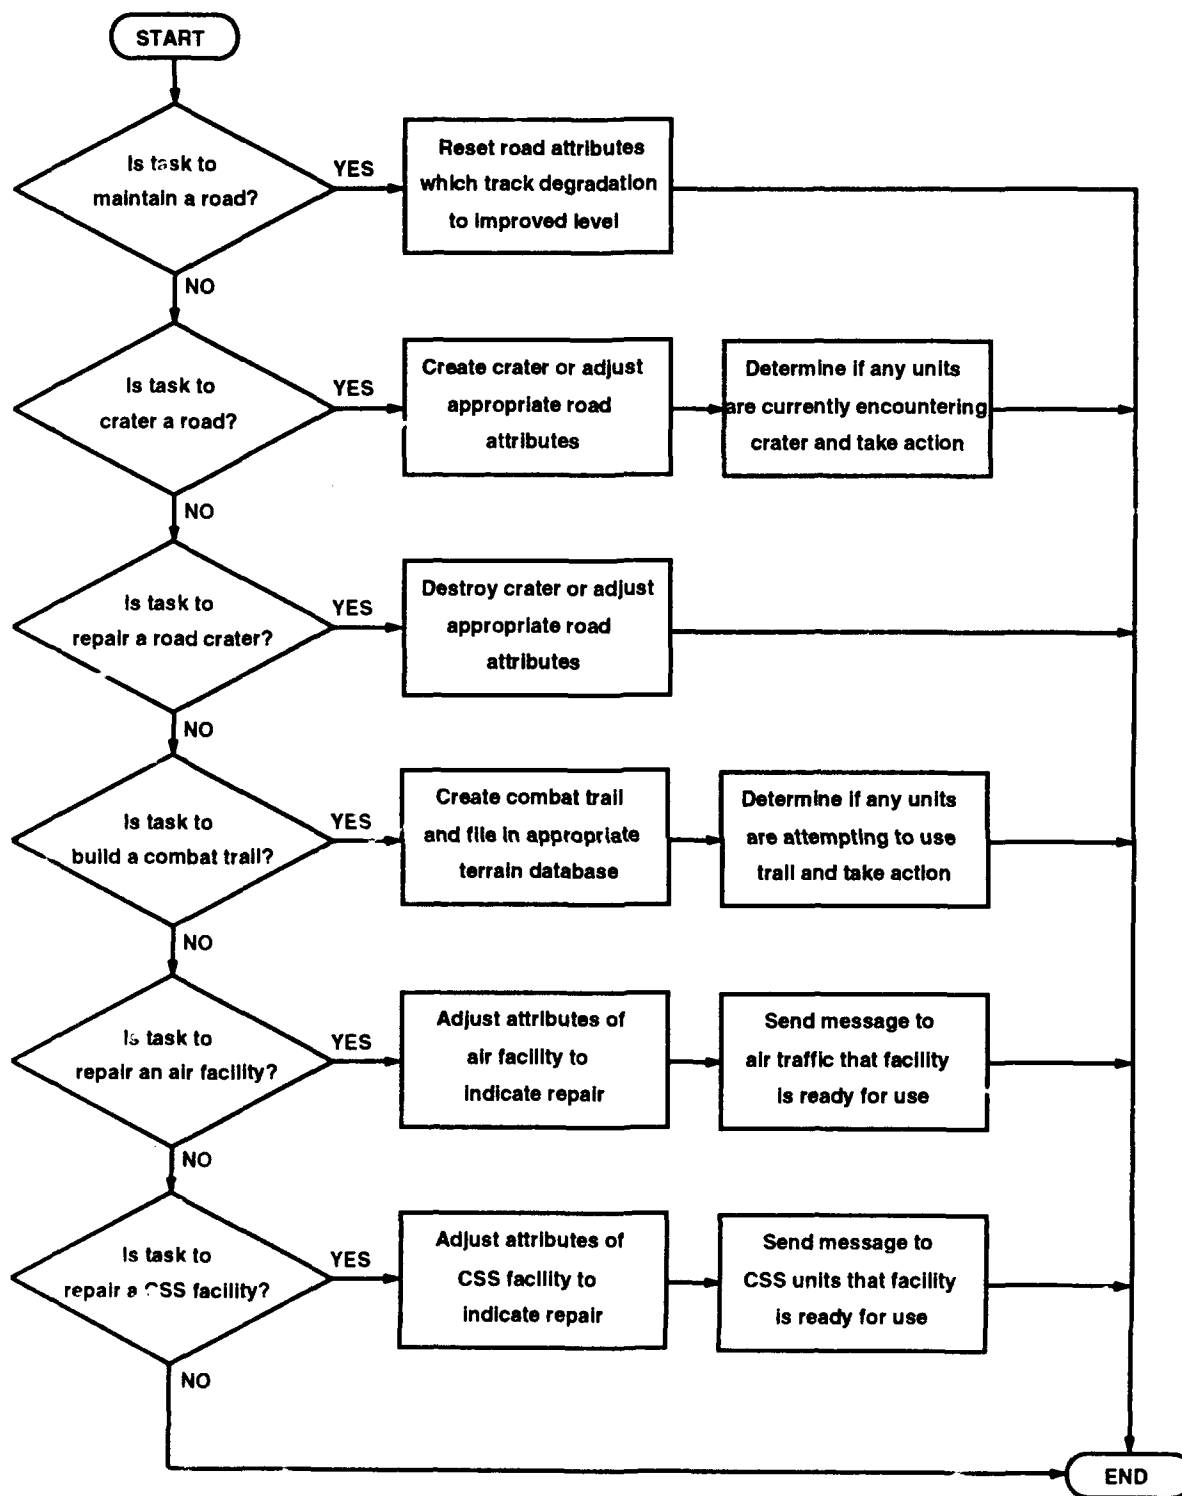 START
Is task to
maintain a road?
YES
Reset road attributes
which track degradation
to improved level
NO
Is task to
crater a road?
YES
Create crater or adjust
appropriate road
attributes
Determine if any units
are currently encountering
crater and take action
NO
Is task to
repair a road crater?
YES
Destroy crater or adjust
appropriate road
attributes
NO
Is task to
build a combat trail?
YES
Create combat trail
and file in appropriate
terrain database
Determine if any units
are attempting to use
trail and take action
NO
Is task to
repair an air facility?
YES
Adjust attributes of
air facility to
indicate repair
Send message to
air traffic that facility
is ready for use
NO
Is task to
repair a CSS facility?
YES
Adjust attributes of
CSS facility to
indicate repair
Send message to
CSS units that facility
is ready for use
NO
END